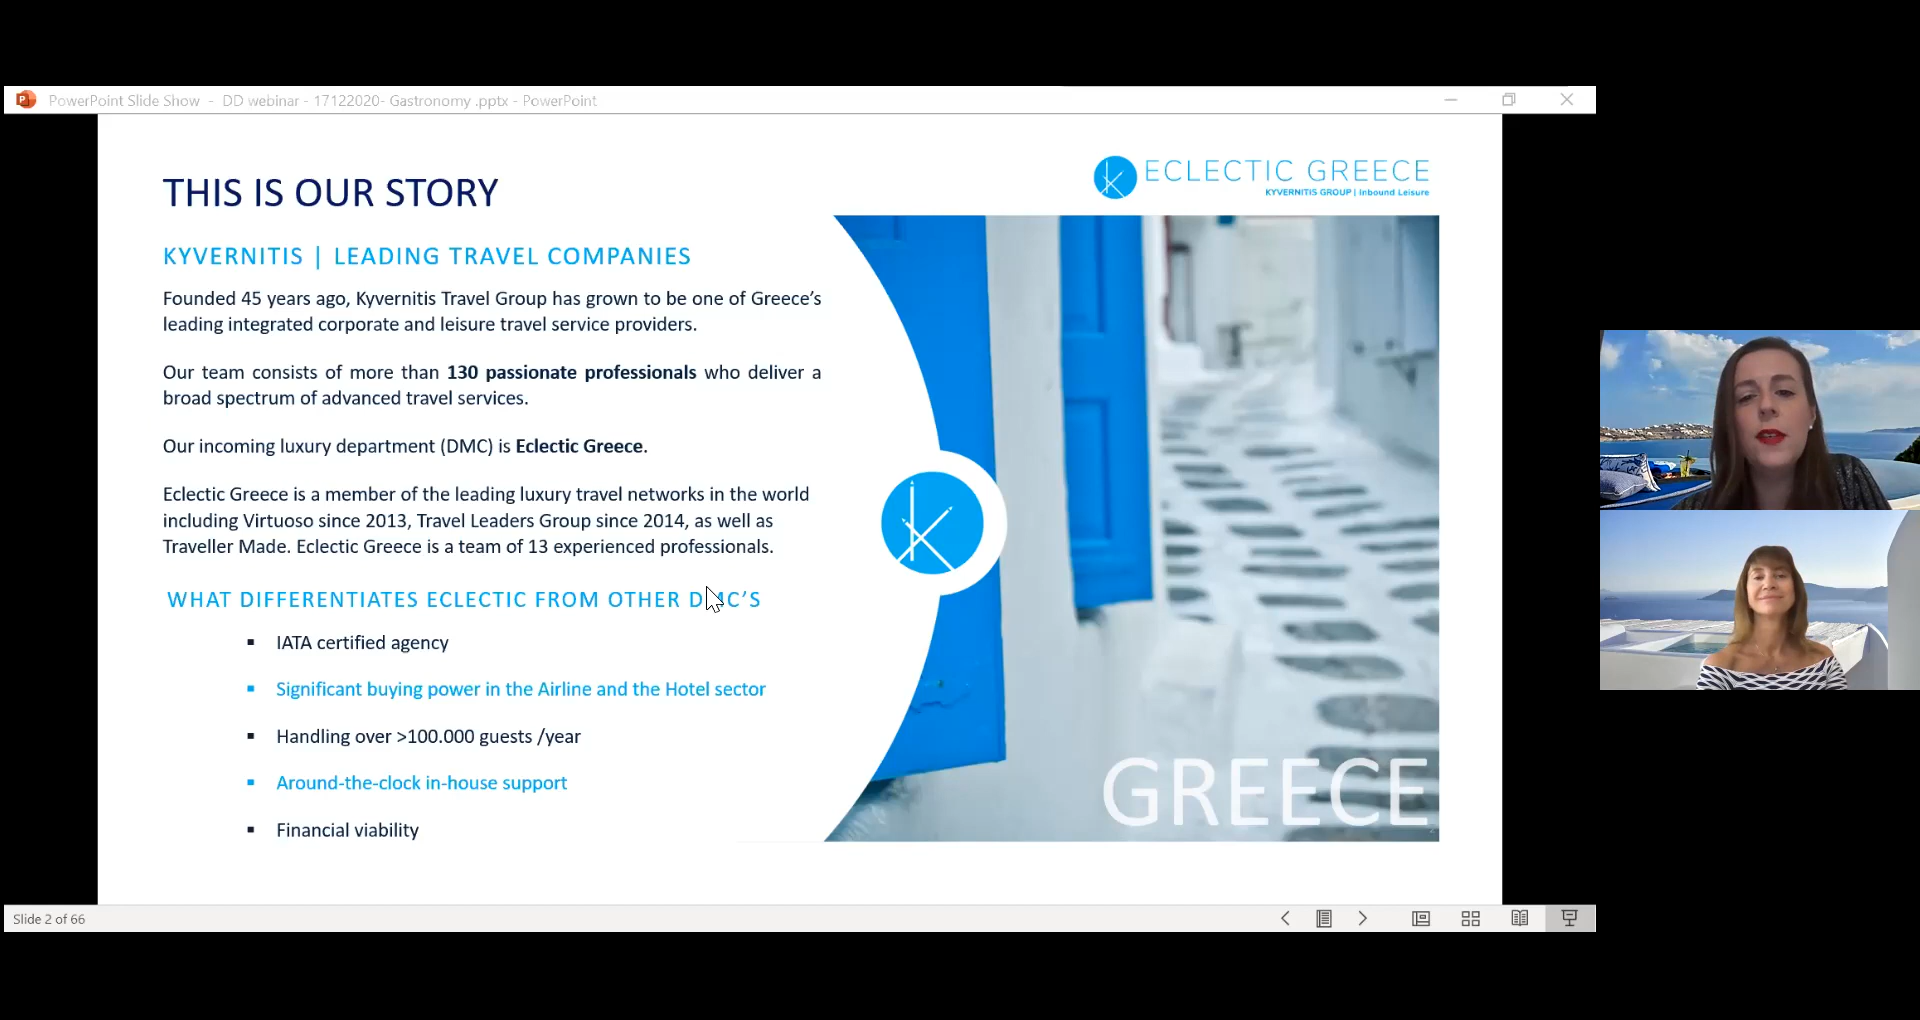 PowerPoint Slide Show - DD webinar - 17122020- Gastronomy .pptx - PowerPoint
ECLECTIC GREECE
KYVERNITIS GROUP | Inbound Leisure
THIS IS OUR STORY
KYVERNITIS | LEADING TRAVEL COMPANIES
Founded 45 years ago, Kyvernitis Travel Group has grown to be one of Greece’s
leading integrated corporate and leisure travel service providers.
Our team consists of more than 130 passionate professionals who deliver a
broad spectrum of advanced travel services.
Our incoming luxury department (DMC) is Eclectic Greece.
Eclectic Greece is a member of the leading luxury travel networks in the world
including Virtuoso since 2013, Travel Leaders Group since 2014, as well as
Traveller Made. Eclectic Greece is a team of 13 experienced professionals.
WHAT DIFFERENTIATES ECLECTIC FROM OTHER DMC’S
▪ IATA certified agency
▪ Significant buying power in the Airline and the Hotel sector
▪ Handling over >100.000 guests /year
▪ Around-the-clock in-house support
▪ Financial viability
GREECE
Slide 2 of 66